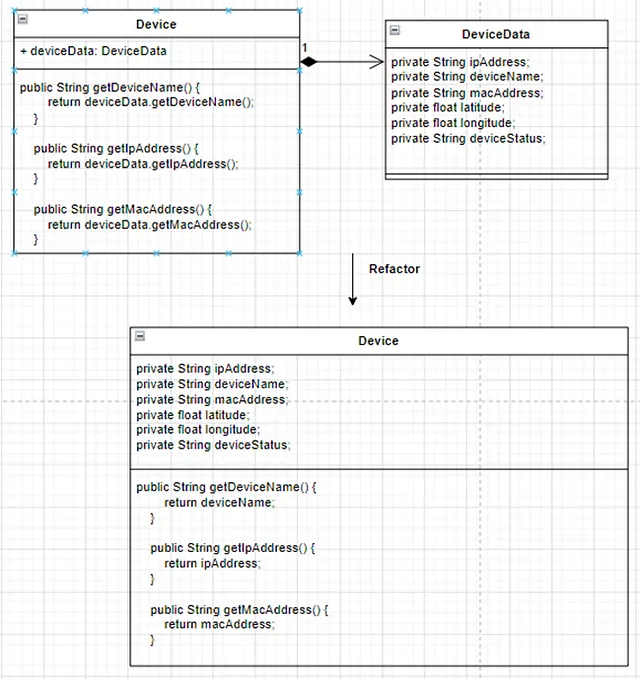 Device
+ deviceData: DeviceData
public String getDeviceName() {
return deviceData.getDeviceName();
}
public String getIpAddress() {
return deviceData.getIpAddress();
}
public String getMacAddress() {
return deviceData.getMacAddress();
}
1
DeviceData
private String ipAddress;
private String deviceName;
private String macAddress;
private float latitude;
private float longitude;
private String deviceStatus;
Refactor
Device
private String ipAddress;
private String deviceName;
private String macAddress;
private float latitude;
private float longitude;
private String deviceStatus;
public String getDeviceName() {
return deviceName;
}
public String getIpAddress() {
return ipAddress;
}
public String getMacAddress() {
return macAddress;
}